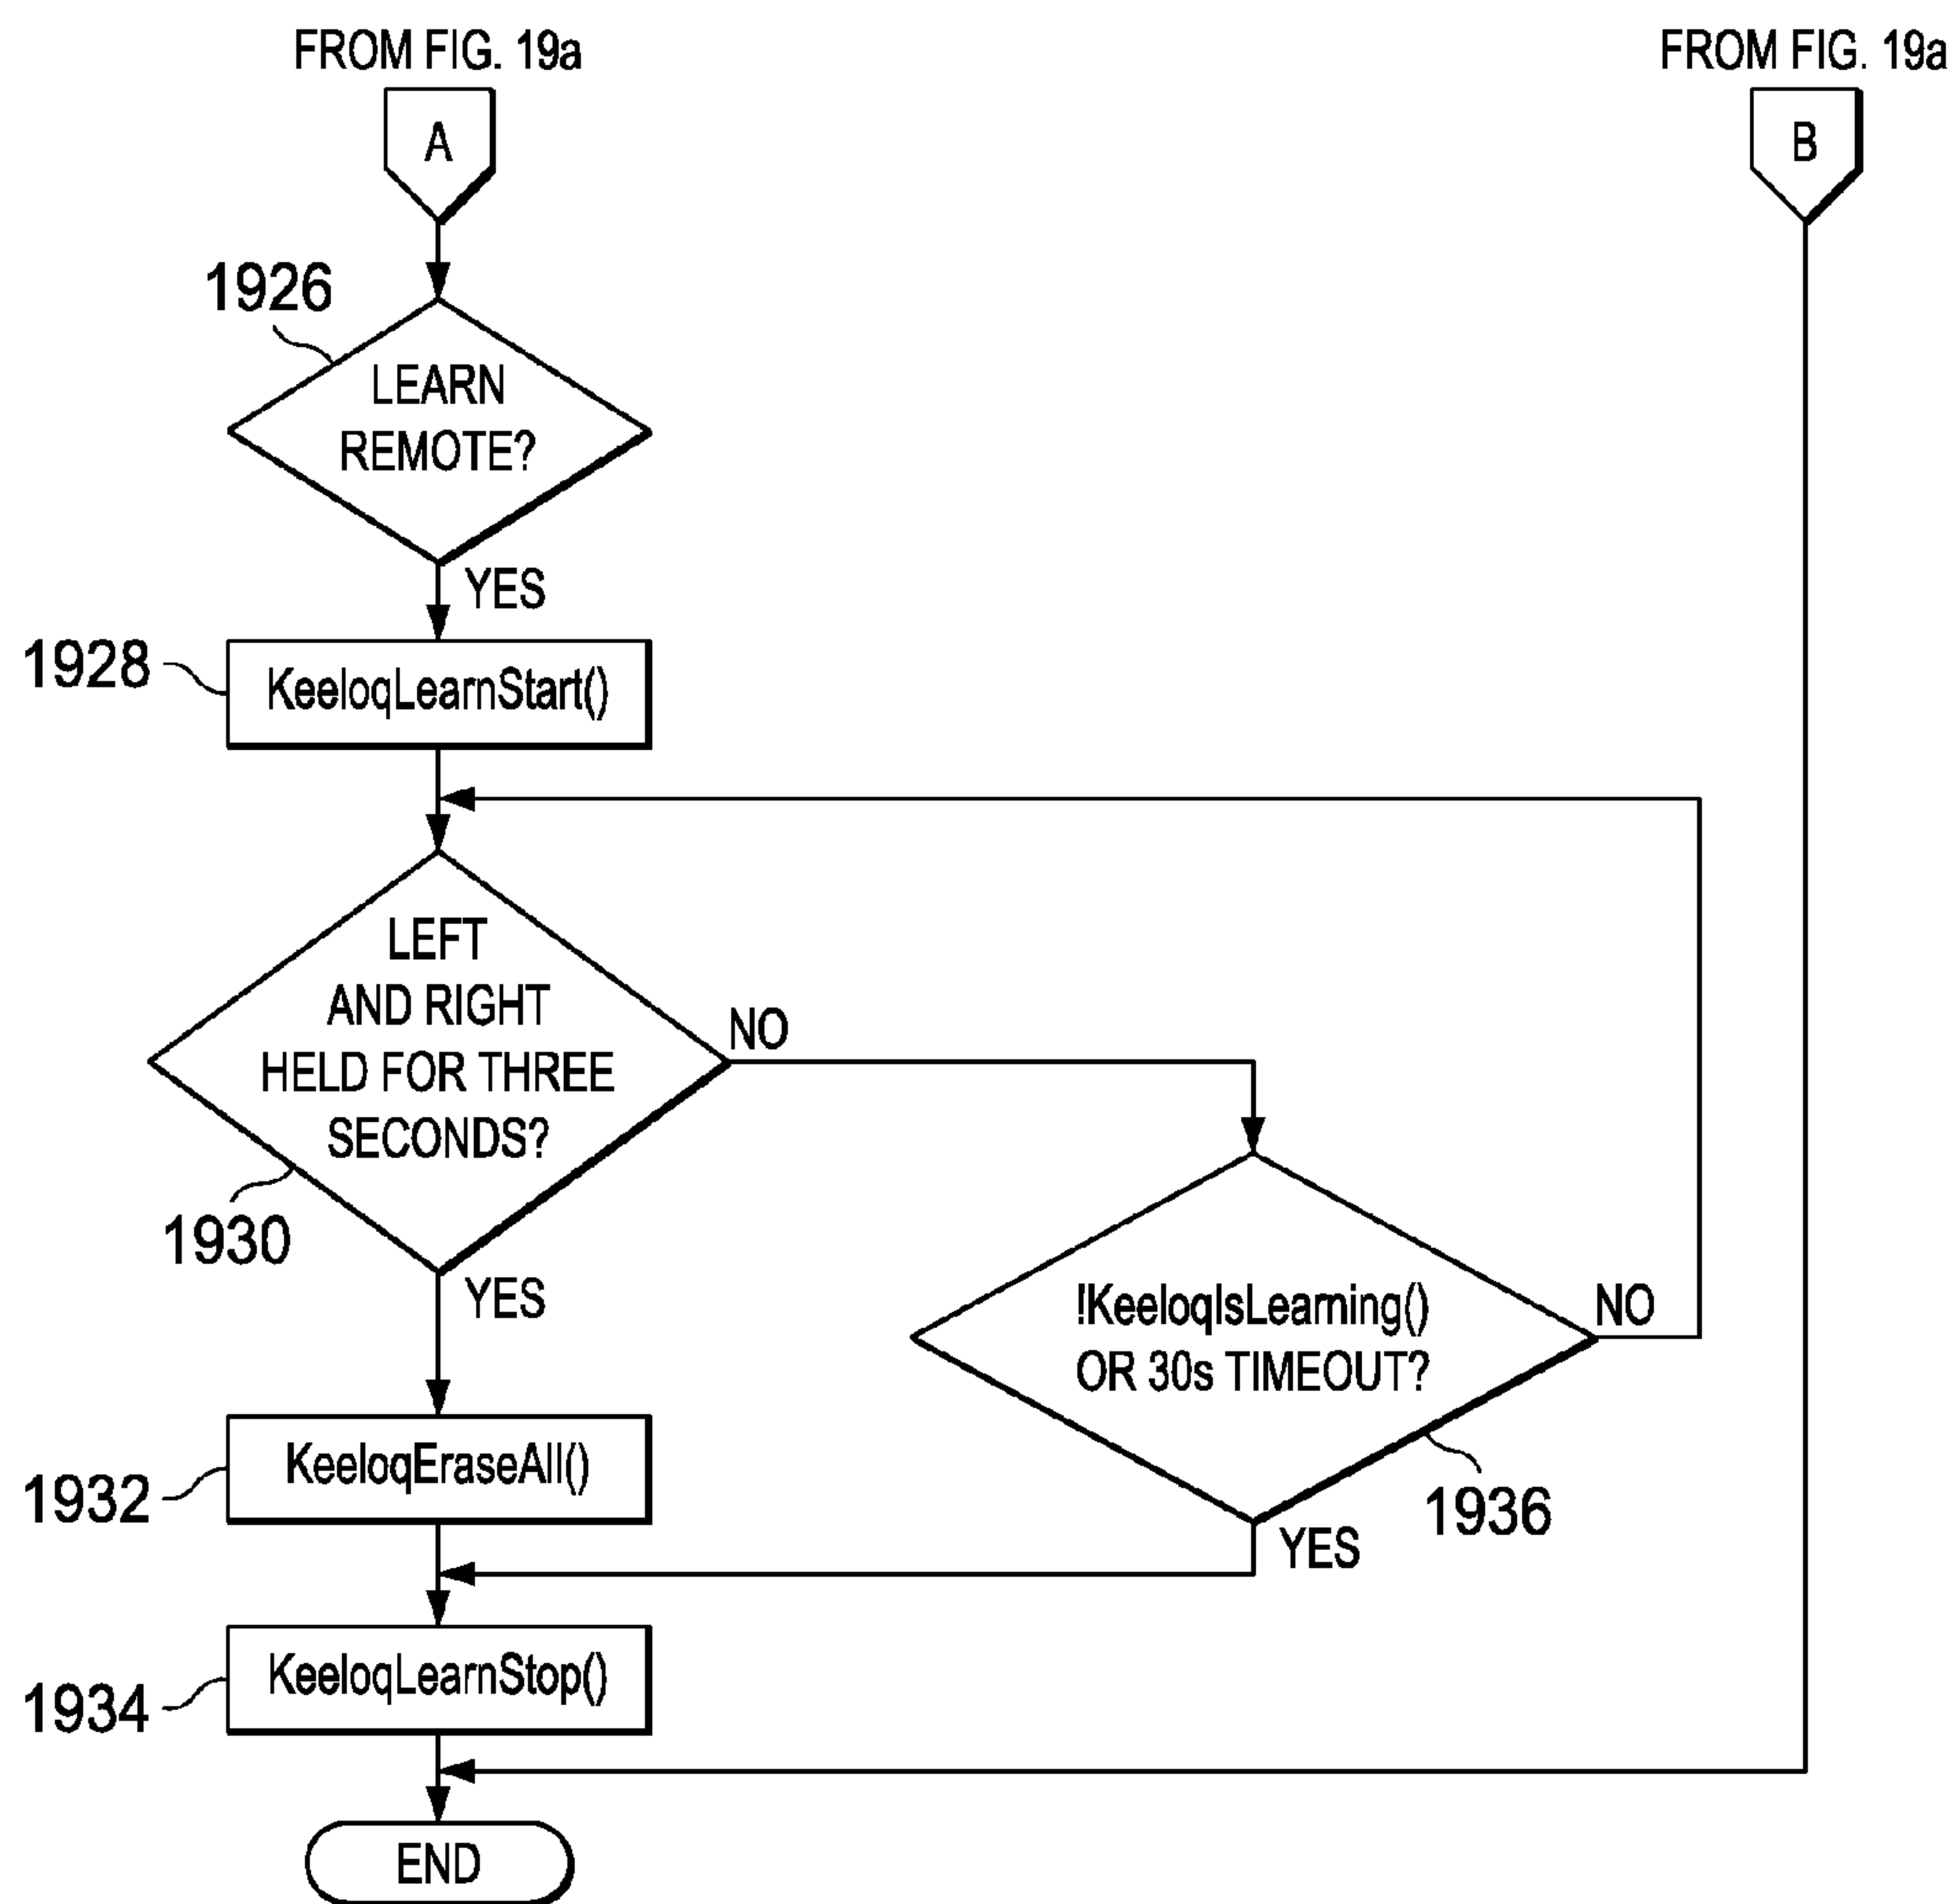 FROM FIG. 19a
FROM FIG. 19a
A
B
1926
LEARN
REMOTE?
YES
1928
KeeloqLearnStart()
LEFT
AND RIGHT
HELD FOR THREE
SECONDS?
NO
1930
YES
!KeeloqIsLearning()
OR 30s TIMEOUT?
NO
1936
YES
1932
KeeloqEraseAll()
1934
KeeloqLearnStop()
END